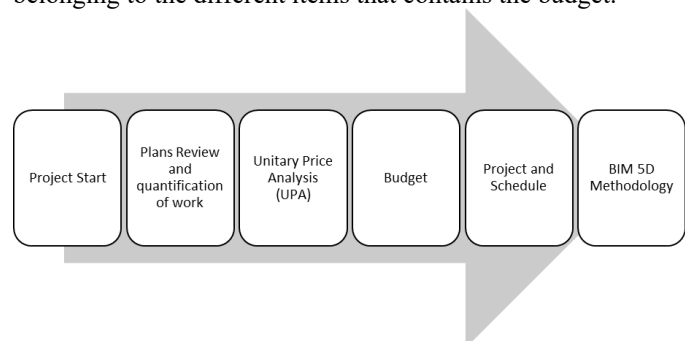 belonging to the different items that contains the budget.
Project Start
Plans Review
and
quantification
of work
Unitary Price
Analysis
(UPA)
Budget
Project and
Schedule
BIM 5D
Methodology